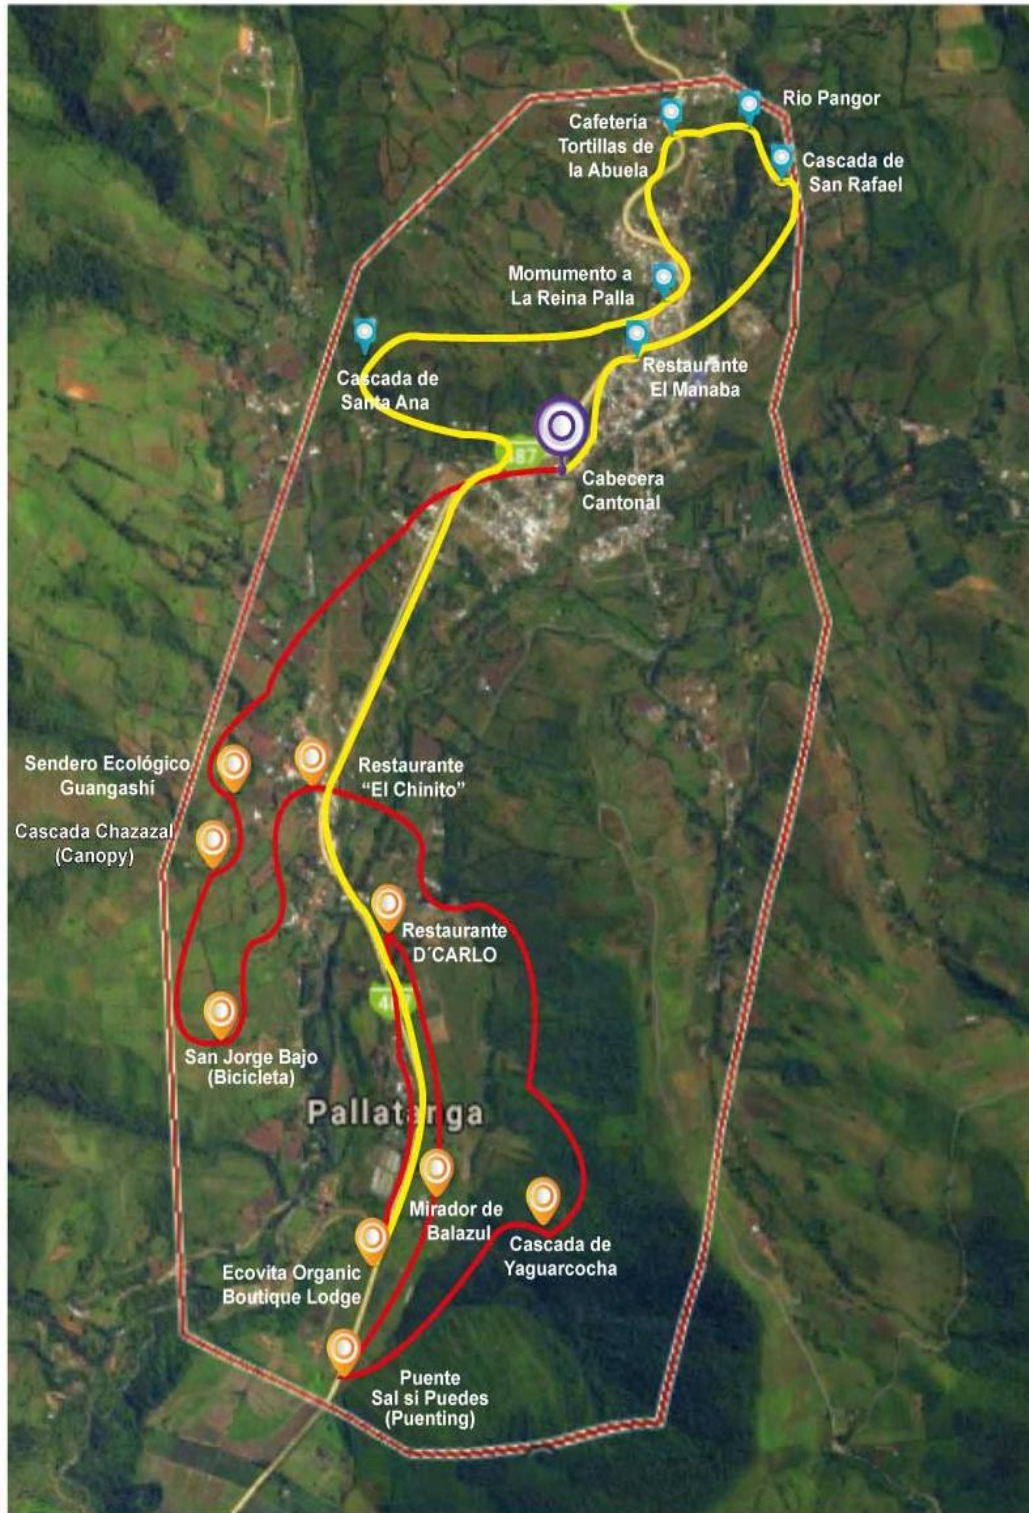 Rio Pangor
Cafetería
Tortillas de
la Abuela
Cascada de
San Rafael
Momumento a
La Reina Palla
Restaurante
El Manaba
Cascada de
Santa Ana
Cabecera
Cantonal
Sendero Ecológico
Guangashí
Restaurante
“El Chinito”
Cascada Chazazal
(Canopy)
Restaurante
D´CARLO
San Jorge Bajo
(Bicicleta)
Pallatanga
Mirador de
Balazul
Cascada de
Yaguarcocha
Ecovita Organic
Boutique Lodge
Puente
Sal si Puedes
(Puenting)